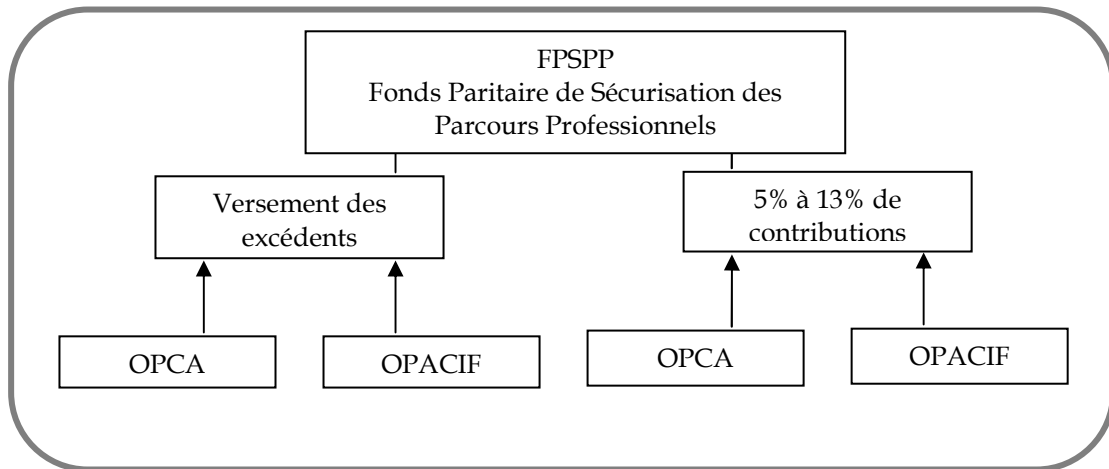 FPSPP
Fonds Paritaire de Sécurisation des
Parcours Professionnels
Versement des
excédents
5% à 13% de
contributions
OPCA
OPACIF
OPCA
OPACIF